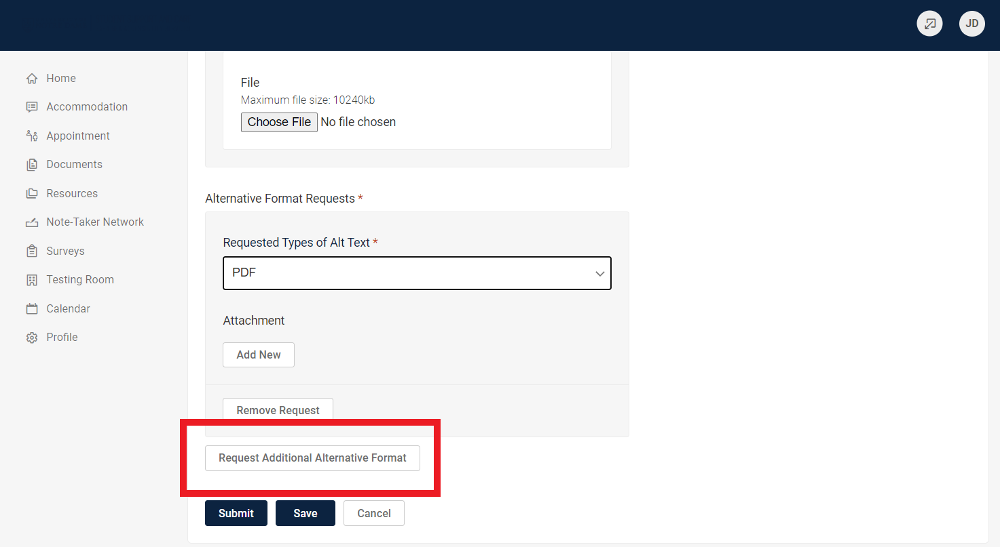 JD
Home
Accommodation
Appointment
Documents
Resources
Note-Taker Network
Surveys
Testing Room
Calendar
Profile
File
Maximum file size: 10240kb
Choose File No file chosen
Alternative Format Requests *
Requested Types of Alt Text *
PDF
Attachment
Add New
Remove Request
Request Additional Alternative Format
Submit Save Cancel